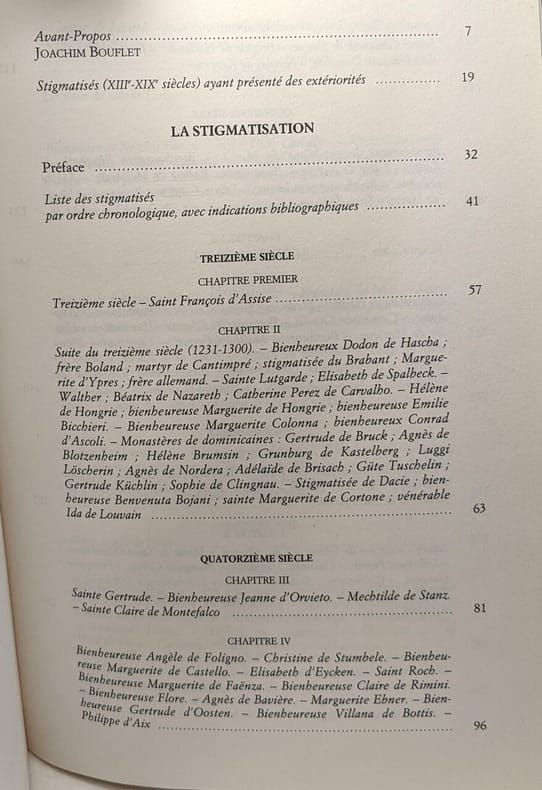 Avant-Propos 7
JOACHIM BOUFLET
Stigmatisés (XIIIe-XIXe siècles) ayant présenté des extériorités 19
LA STIGMATISATION
Préface 32
Liste des stigmatisés
par ordre chronologique, avec indications bibliographiques 41
TREIZIÈME SIÈCLE
CHAPITRE PREMIER
Treizième siècle – Saint François d'Assise 57
CHAPITRE II
Suite du treizième siècle (1231-1300). – Bienheureux Dodon de Hascha ;
frère Boland ; martyr de Cantimpré ; stigmatisée du Brabant ; Margue-
rite d'Ypres ; frère allemand. – Sainte Lutgarde ; Elisabeth de Spalbeck. –
Walther ; Béatrix de Nazareth ; Catherine Perez de Carvalho. – Hélène
de Hongrie ; bienheureuse Marguerite de Hongrie ; bienheureuse Emilie
Bicchieri. – Bienheureuse Marguerite Colonna ; bienheureux Conrad
d'Ascoli. – Monastères de dominicaines : Gertrude de Bruck ; Agnès de
Blotzenheim ; Hélène Brumsin ; Grunburg de Kastelberg ; Luggi
Löscherin ; Agnès de Nordera ; Adélaïde de Brisach ; Güte Tuschelin ;
Gertrude Küchlin ; Sophie de Clingnau. – Stigmatisée de Dacie ; bien-
heureuse Benvenuta Bojani ; sainte Marguerite de Cortone ; vénérable
Ida de Louvain 63
QUATORZIÈME SIÈCLE
CHAPITRE III
Sainte Gertrude. – Bienheureuse Jeanne d'Orvieto. – Mechtilde de Stanz.
– Sainte Claire de Montefalco 81
CHAPITRE IV
Bienheureuse Angèle de Foligno. – Christine de Stumbele. – Bienheu-
reuse Marguerite de Castello. – Elisabeth d'Eycken. – Saint Roch. –
Bienheureuse Marguerite de Faënza. – Bienheureuse Claire de Rimini.
– Bienheureuse Flore. – Agnès de Bavière. – Marguerite Ebner. – Bien-
heureuse Gertrude d'Oosten. – Bienheureuse Villana de Bottis. –
Philippe d'Aix 96